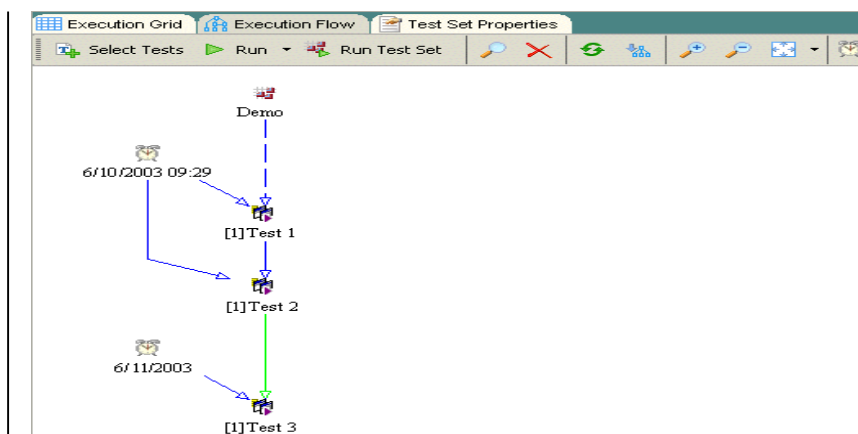 Execution Grid Execution Flow Test Set Properties
Select Tests Run Run Test Set
Demo
6/10/2003 09:29
[1]Test 1
[1]Test 2
6/11/2003
[1]Test 3